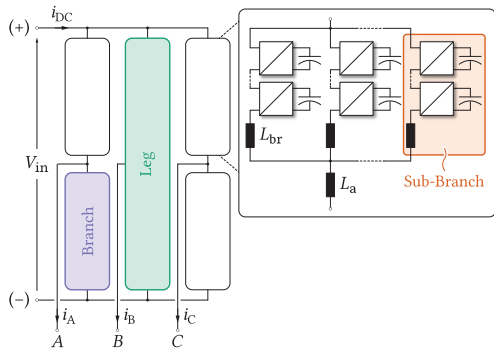 (+)
i_DC
V_in
Branch
Leg
(−)
i_A
i_B
i_C
A
B
C
L_br
L_a
Sub-Branch